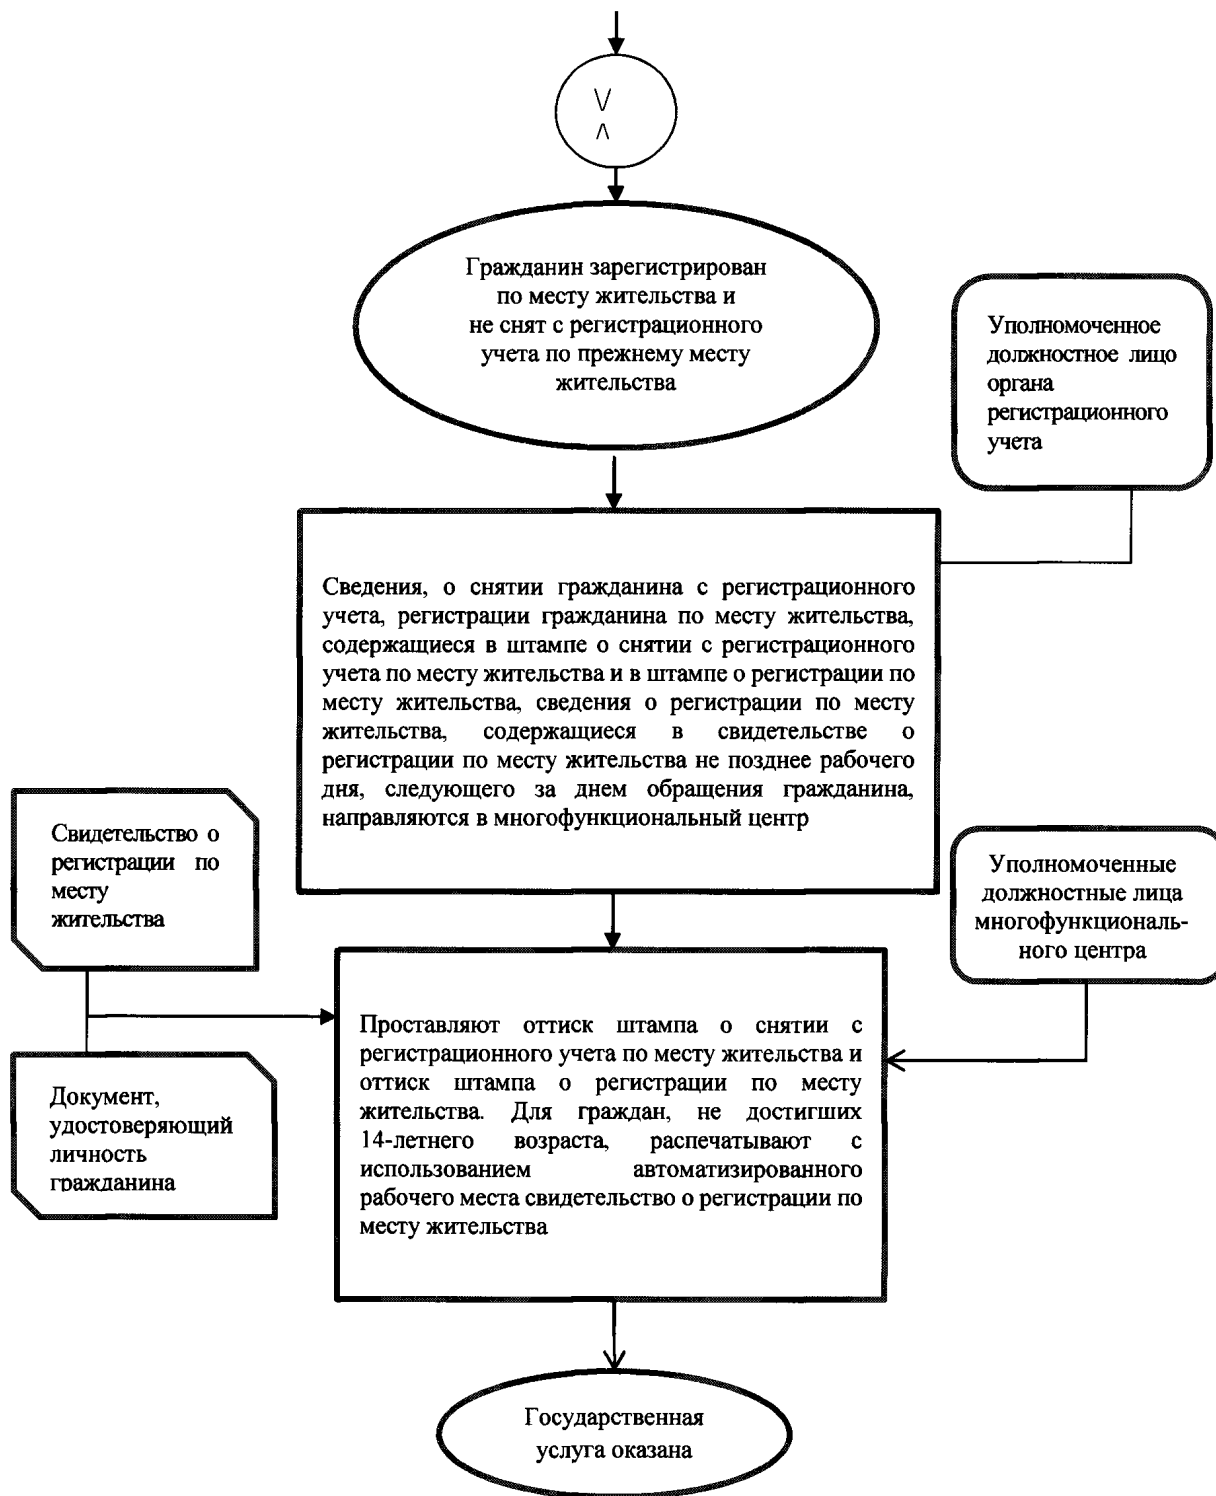 \/
/\
Гражданин зарегистрирован
по месту жительства и
не снят с регистрационного
учета по прежнему месту
жительства
Уполномоченное
должностное лицо
органа
регистрационного
учета
Сведения, о снятии гражданина с регистрационного
учета, регистрации гражданина по месту жительства,
содержащиеся в штампе о снятии с регистрационного
учета по месту жительства и в штампе о регистрации по
месту жительства, сведения о регистрации по месту
жительства, содержащиеся в свидетельстве о
регистрации по месту жительства не позднее рабочего
дня, следующего за днем обращения гражданина,
направляются в многофункциональный центр
Свидетельство о
регистрации по
месту
жительства
Уполномоченные
должностные лица
многофункциональ-
ного центра
Проставляют оттиск штампа о снятии с
регистрационного учета по месту жительства и
оттиск штампа о регистрации по месту
жительства. Для граждан, не достигших
14-летнего возраста, распечатывают с
использованием автоматизированного
рабочего места свидетельство о регистрации по
месту жительства
Документ,
удостоверяющий
личность
гражданина
Государственная
услуга оказана